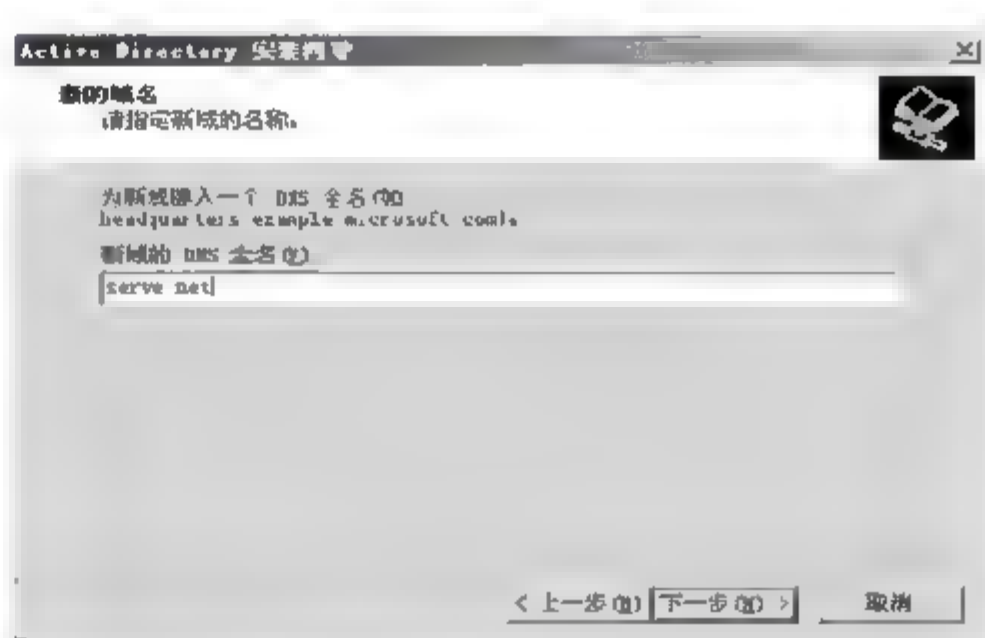 Active Directory 安装向导
新的域名
请指定新域的名称。
为新域键入一个 DNS 全名
headquarters example microsoft com)。
新域的 DNS 全名
serve net
< 上一步 下一步 >
取消